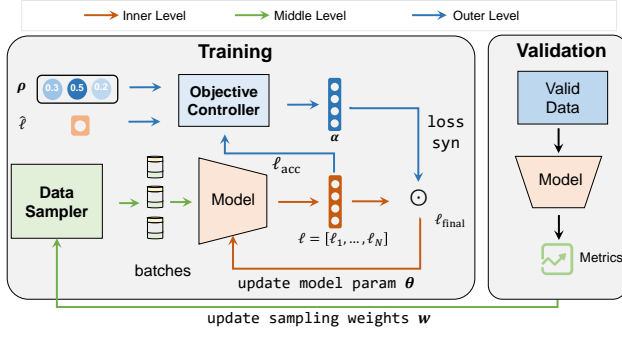 Inner Level
Middle Level
Outer Level
Training
Validation
ρ
0.3
0.5
0.2
Objective
Controller
α
loss
syn
Valid
Data
ℓ̂
ℓacc
Data
Sampler
Model
Model
ℓfinal
ℓ = [ℓ1, ..., ℓN]
batches
Metrics
update model param θ
update sampling weights w